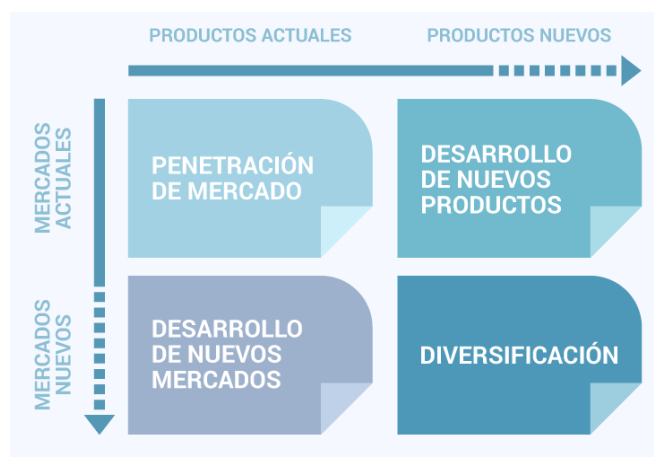 PRODUCTOS ACTUALES
PRODUCTOS NUEVOS
MERCADOS
ACTUALES
PENETRACIÓN
DE MERCADO
DESARROLLO
DE NUEVOS
PRODUCTOS
MERCADOS
NUEVOS
DESARROLLO
DE NUEVOS
MERCADOS
DIVERSIFICACIÓN